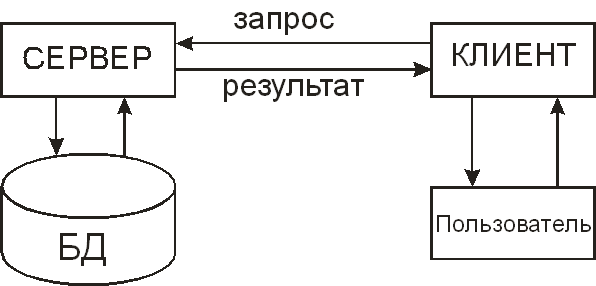 запрос
СЕРВЕР
КЛИЕНТ
результат
БД
Пользователь